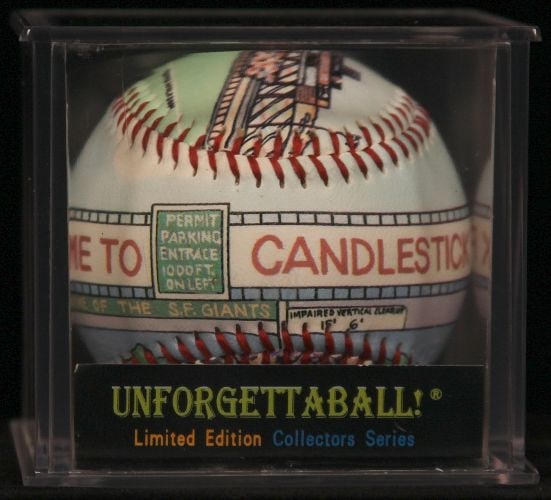 PERMIT
PARKING
ENTRACE
1000 FT.
ON LEFT
ME TO CANDLESTICK
OF THE S.F. GIANTS
IMPAIRED VERTICAL CLEARANCE
15' 6"
UNFORGETTABALL!®
Limited Edition Collectors Series